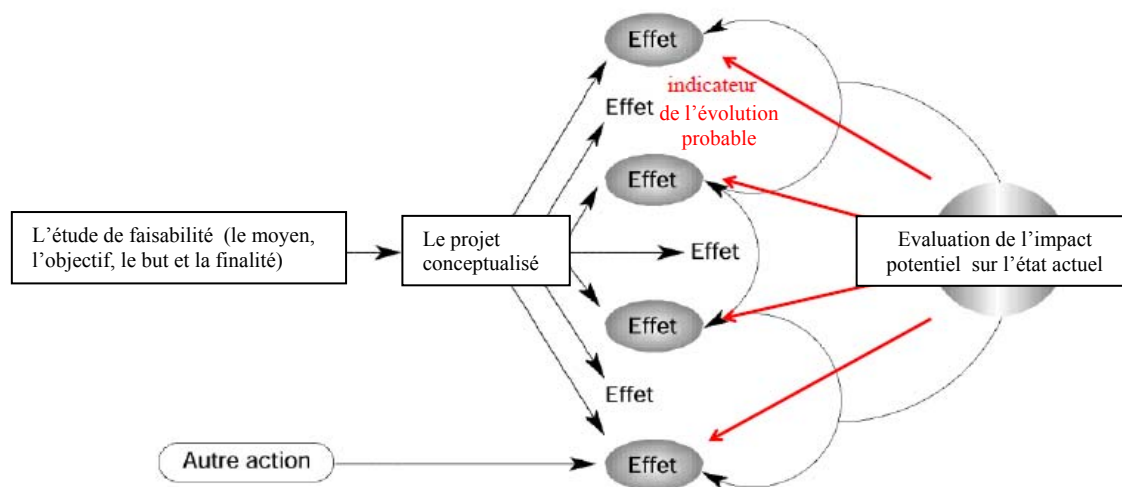 Effet
indicateur
Effet
de l'évolution
probable
Effet
L'étude de faisabilité (le moyen,
l'objectif, le but et la finalité)
Le projet
conceptualisé
Effet
Evaluation de l'impact
potentiel sur l'état actuel
Effet
Effet
Autre action
Effet